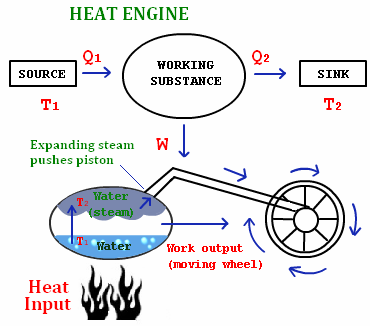 HEAT ENGINE
Q1
Q2
SOURCE
WORKING
SUBSTANCE
SINK
T1
T2
W
Expanding steam
pushes piston
Water
T2
(steam)
T1
Water
Work output
(moving wheel)
Heat
Input